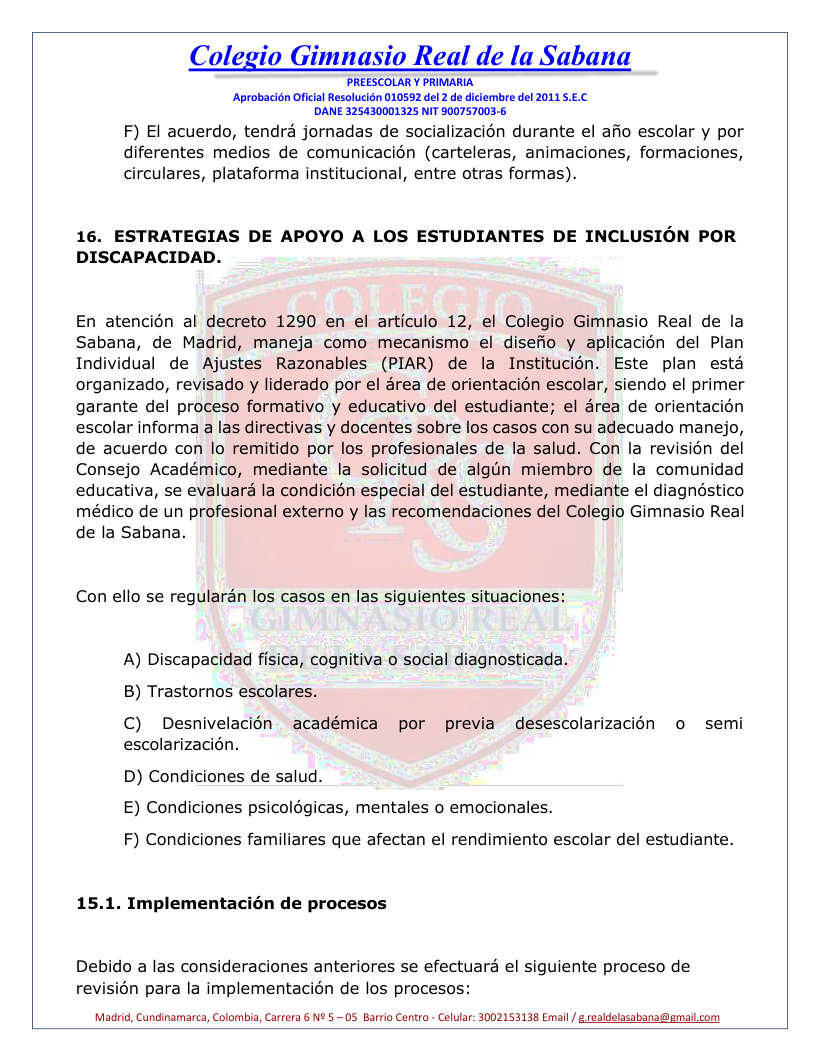 Colegio Gimnasio Real de la Sabana
PREESCOLAR Y PRIMARIA
Aprobación Oficial Resolución 010592 del 2 de diciembre del 2011 S.E.C
DANE 325430001325 NIT 900757003-6
F) El acuerdo, tendrá jornadas de socialización durante el año escolar y por
diferentes medios de comunicación (carteleras, animaciones, formaciones,
circulares, plataforma institucional, entre otras formas).
16. ESTRATEGIAS DE APOYO A LOS ESTUDIANTES DE INCLUSIÓN POR
DISCAPACIDAD.
COLEGIO
En atención al decreto 1290 en el artículo 12, el Colegio Gimnasio Real de la
Sabana, de Madrid, maneja como mecanismo el diseño y aplicación del Plan
Individual de Ajustes Razonables (PIAR) de la Institución. Este plan está
organizado, revisado y liderado por el área de orientación escolar, siendo el primer
garante del proceso formativo y educativo del estudiante; el área de orientación
escolar informa a las directivas y docentes sobre los casos con su adecuado manejo,
de acuerdo con lo remitido por los profesionales de la salud. Con la revisión del
Consejo Académico, mediante la solicitud de algún miembro de la comunidad
educativa, se evaluará la condición especial del estudiante, mediante el diagnóstico
médico de un profesional externo y las recomendaciones del Colegio Gimnasio Real
de la Sabana.
Con ello se regularán los casos en las siguientes situaciones:
GIMNASIO REAL
DE LA SABANA
A) Discapacidad física, cognitiva o social diagnosticada.
B) Trastornos escolares.
C) Desnivelación académica por previa desescolarización o semi
escolarización.
D) Condiciones de salud.
E) Condiciones psicológicas, mentales o emocionales.
F) Condiciones familiares que afectan el rendimiento escolar del estudiante.
15.1. Implementación de procesos
Debido a las consideraciones anteriores se efectuará el siguiente proceso de
revisión para la implementación de los procesos:
Madrid, Cundinamarca, Colombia, Carrera 6 Nº 5 – 05 Barrio Centro - Celular: 3002153138 Email / g.realdelasabana@gmail.com